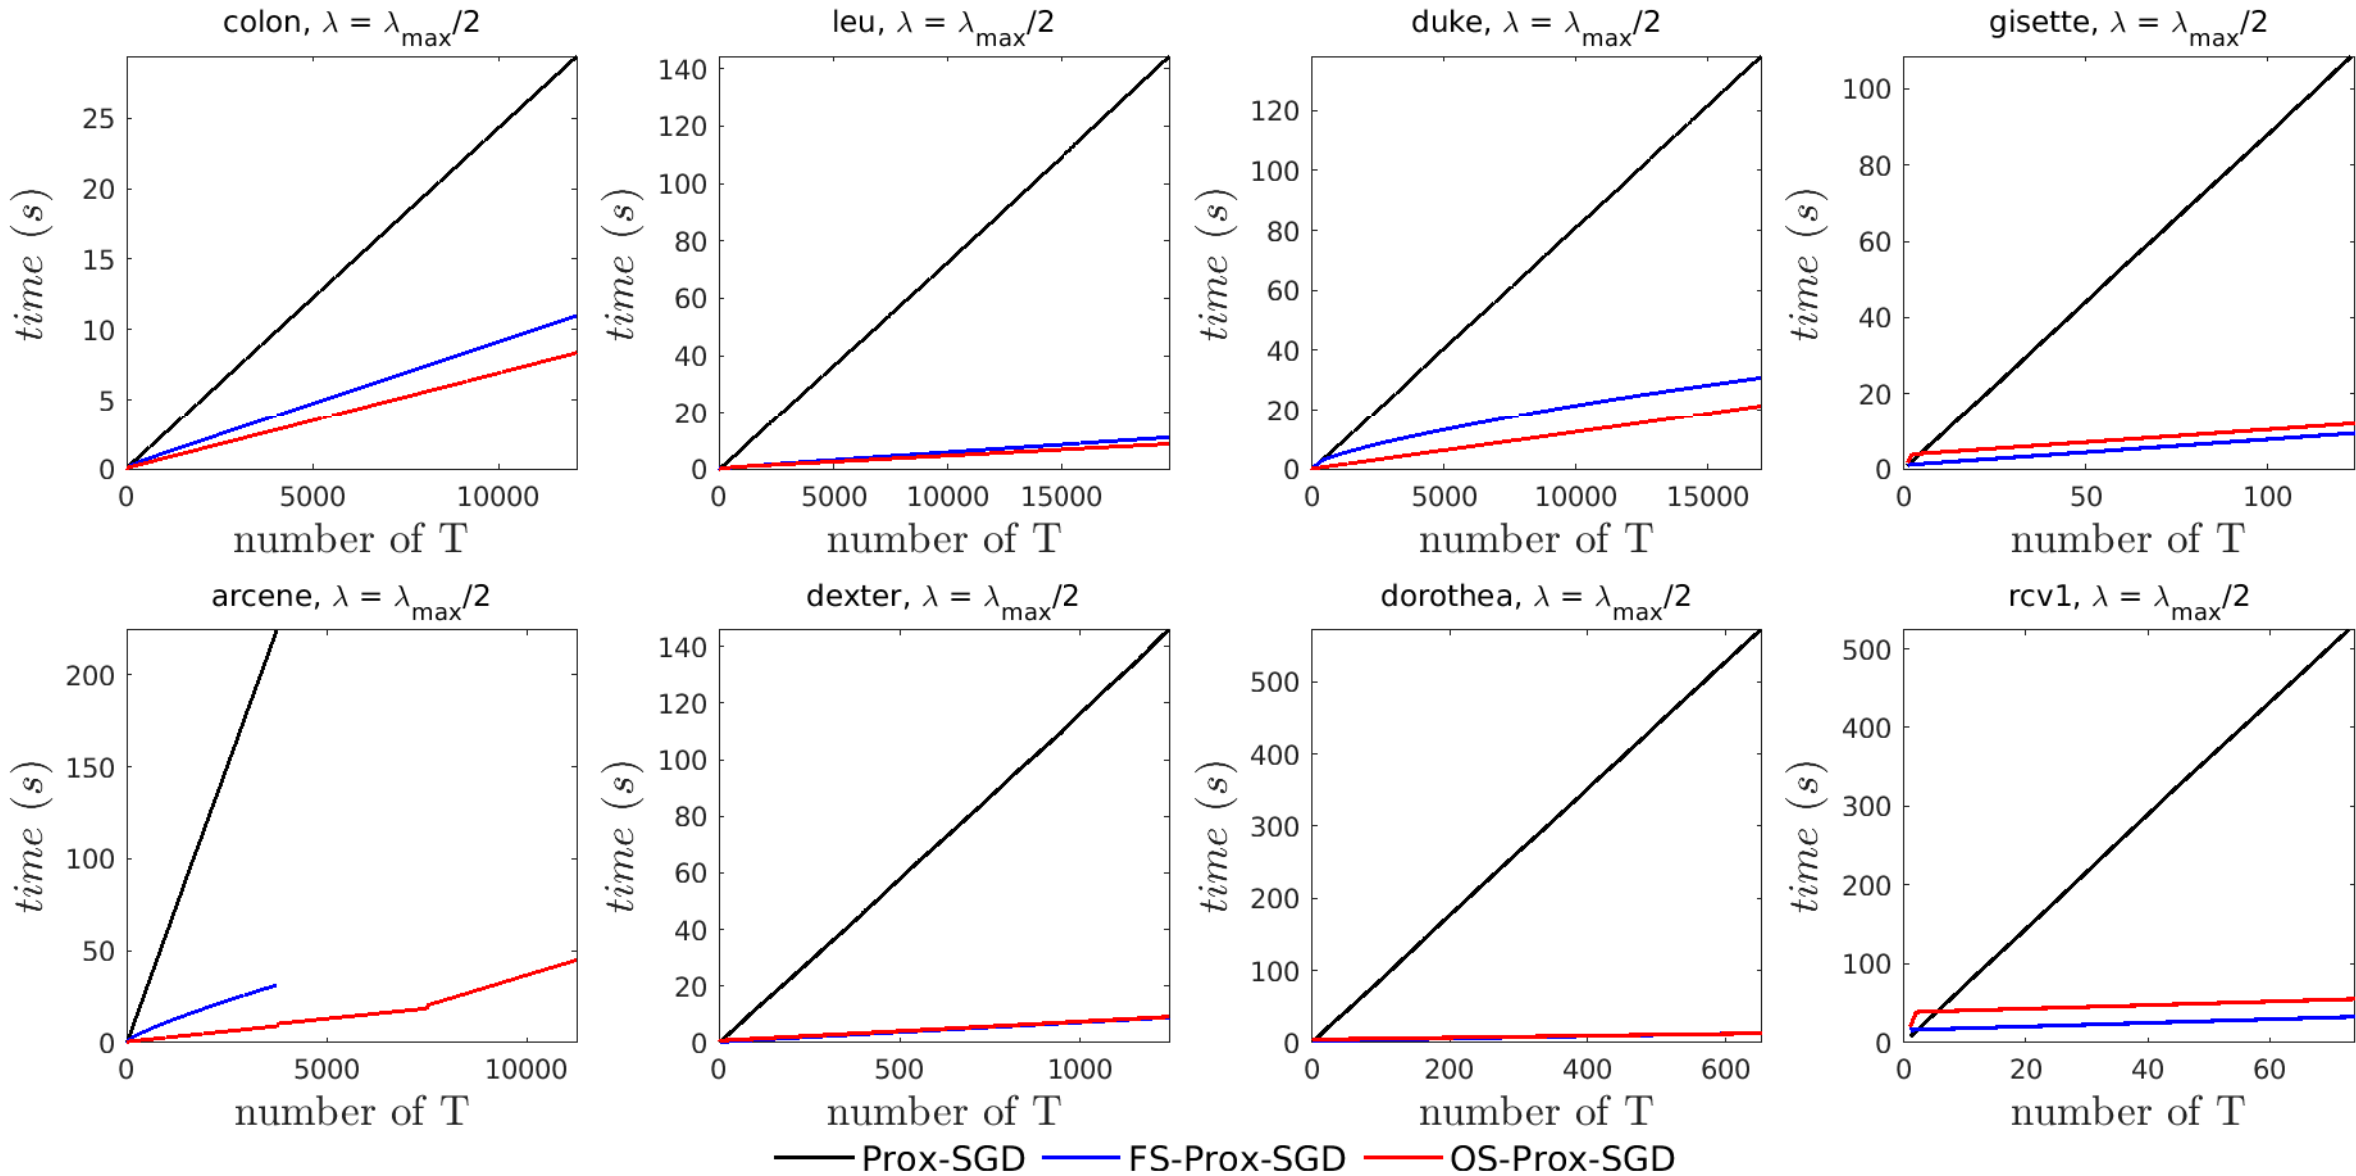 colon, λ = λmax/2
25
20
15
10
5
0
0 5000 10000
time (s)
number of T
leu, λ = λmax/2
140
120
100
80
60
40
20
0
0 5000 10000 15000
time (s)
number of T
duke, λ = λmax/2
120
100
80
60
40
20
0
0 5000 10000 15000
time (s)
number of T
gisette, λ = λmax/2
100
80
60
40
20
0
0 50 100
time (s)
number of T
arcene, λ = λmax/2
200
150
100
50
0
0 5000 10000
time (s)
number of T
dexter, λ = λmax/2
140
120
100
80
60
40
20
0
0 500 1000
time (s)
number of T
dorothea, λ = λmax/2
500
400
300
200
100
0
0 200 400 600
time (s)
number of T
rcv1, λ = λmax/2
500
400
300
200
100
0
0 20 40 60
time (s)
number of T
Prox-SGD FS-Prox-SGD OS-Prox-SGD